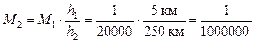 M₂ = M₁ · h₁/h₂ = 1/20000 · 5 км/250 км = 1/1000000